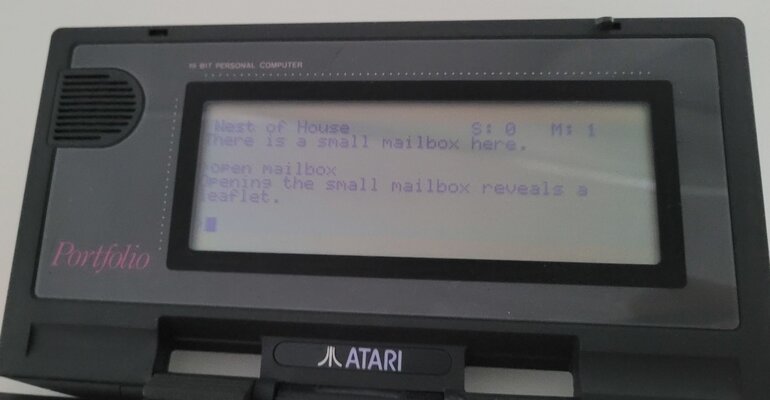 16 BIT PERSONAL COMPUTER
West of House S: 0 M: 1
There is a small mailbox here.
>open mailbox
Opening the small mailbox reveals a
leaflet.
Portfolio
ATARI